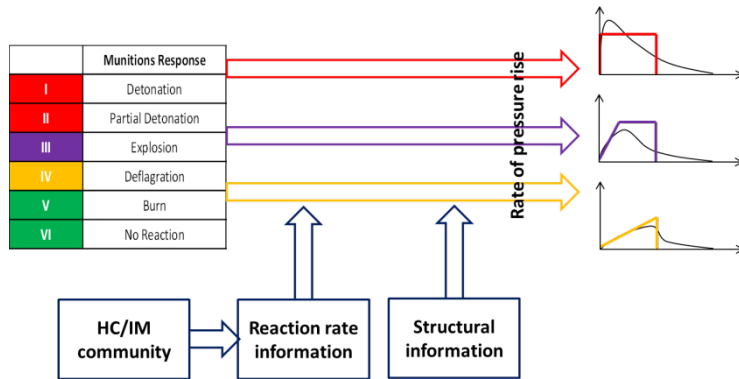 Munitions Response
I Detonation
II Partial Detonation
III Explosion
IV Deflagration
V Burn
VI No Reaction
Rate of pressure rise
HC/IM
community
Reaction rate
information
Structural
information